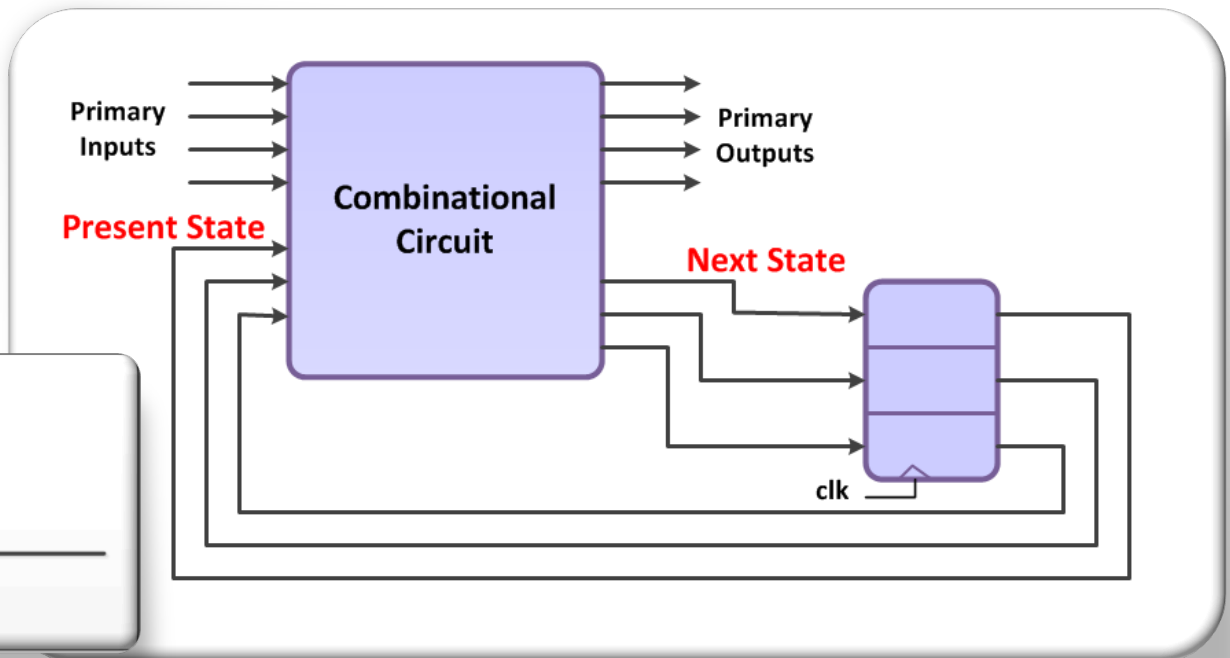 Primary
Inputs
Primary
Outputs
Combinational
Circuit
Present State
Next State
clk